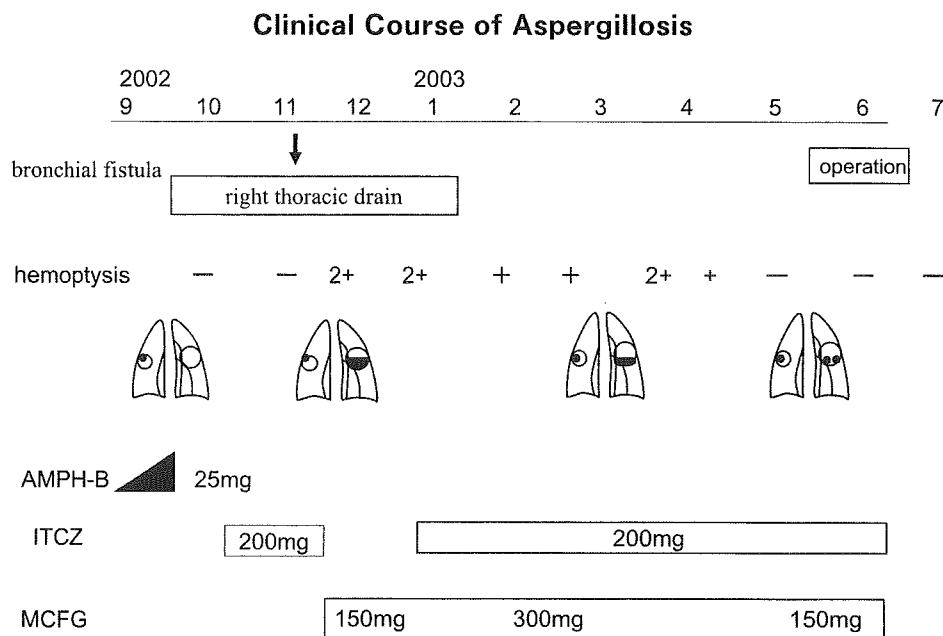 Clinical Course of Aspergillosis
2002 2003
9 10 11 12 1 2 3 4 5 6 7
bronchial fistula
operation
right thoracic drain
hemoptysis — — 2+ 2+ + + 2+ + — — —
AMPH-B 25mg
ITCZ 200mg 200mg
MCFG 150mg 300mg 150mg